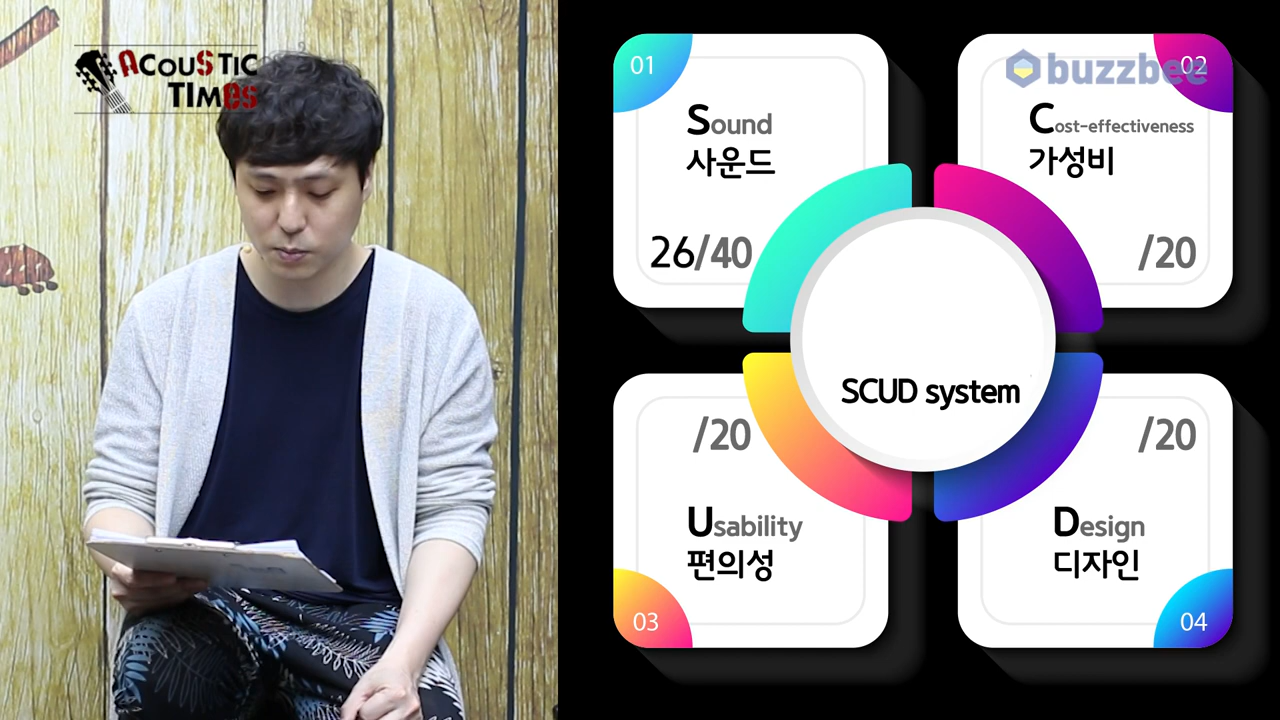 ACOUSTIC
TIMES
01
Sound
사운드
26/40
buzzbee
02
Cost-effectiveness
가성비
/20
SCUD system
/20
Usability
편의성
03
/20
Design
디자인
04